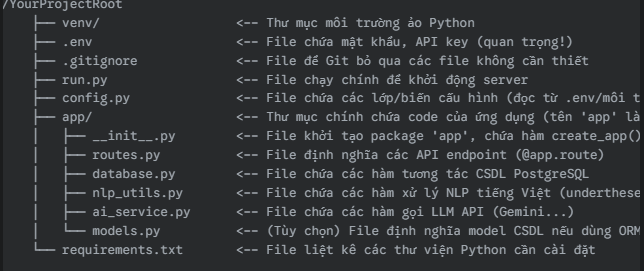 /YourProjectRoot
├── venv/ <-- Thư mục môi trường ảo Python
├── .env <-- File chứa mật khẩu, API key (quan trọng!)
├── .gitignore <-- File để Git bỏ qua các file không cần thiết
├── run.py <-- File chạy chính để khởi động server
├── config.py <-- File chứa các lớp/biến cấu hình (đọc từ .env/môi t
├── app/ <-- Thư mục chính chứa code của ứng dụng (tên 'app' là
│ ├── __init__.py <-- File khởi tạo package 'app', chứa hàm create_app()
│ ├── routes.py <-- File định nghĩa các API endpoint (@app.route)
│ ├── database.py <-- File chứa các hàm tương tác CSDL PostgreSQL
│ ├── nlp_utils.py <-- File chứa các hàm xử lý NLP tiếng Việt (underthese
│ ├── ai_service.py <-- File chứa các hàm gọi LLM API (Gemini...)
│ └── models.py <-- (Tùy chọn) File định nghĩa model CSDL nếu dùng ORM
└── requirements.txt <-- File liệt kê các thư viện Python cần cài đặt